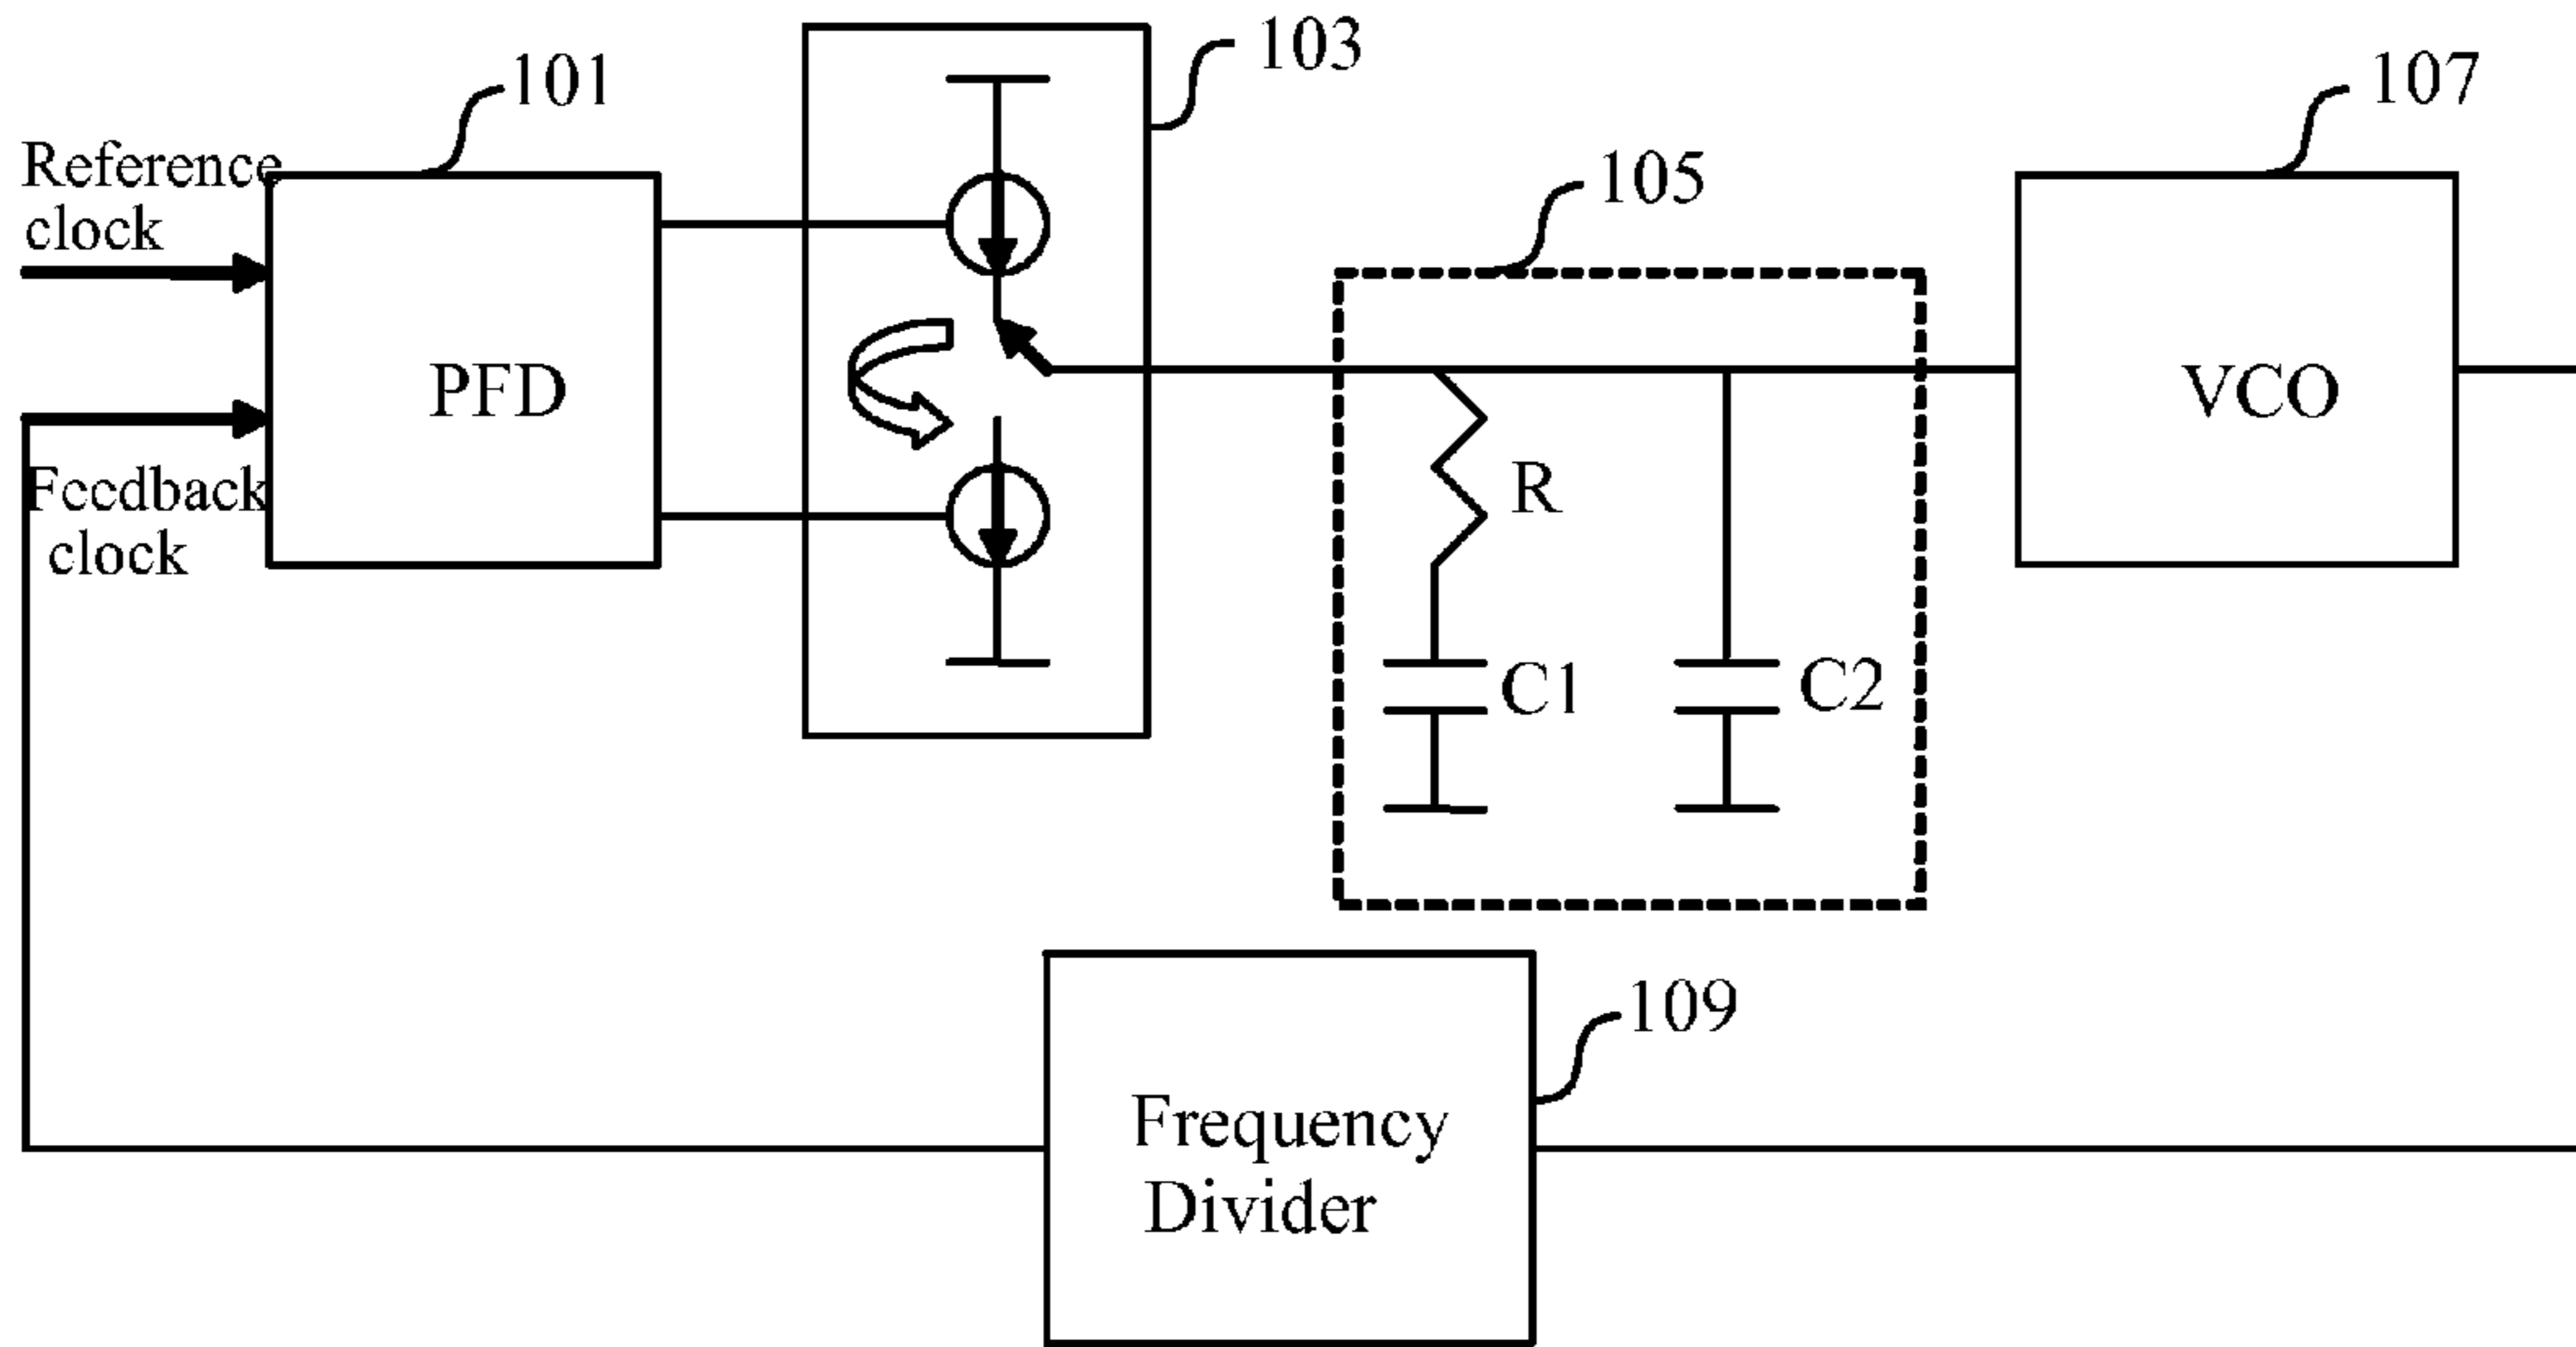 103
101
107
Reference
clock
105
PFD
VCO
R
Feedback
clock
C1
C2
109
Frequency
Divider